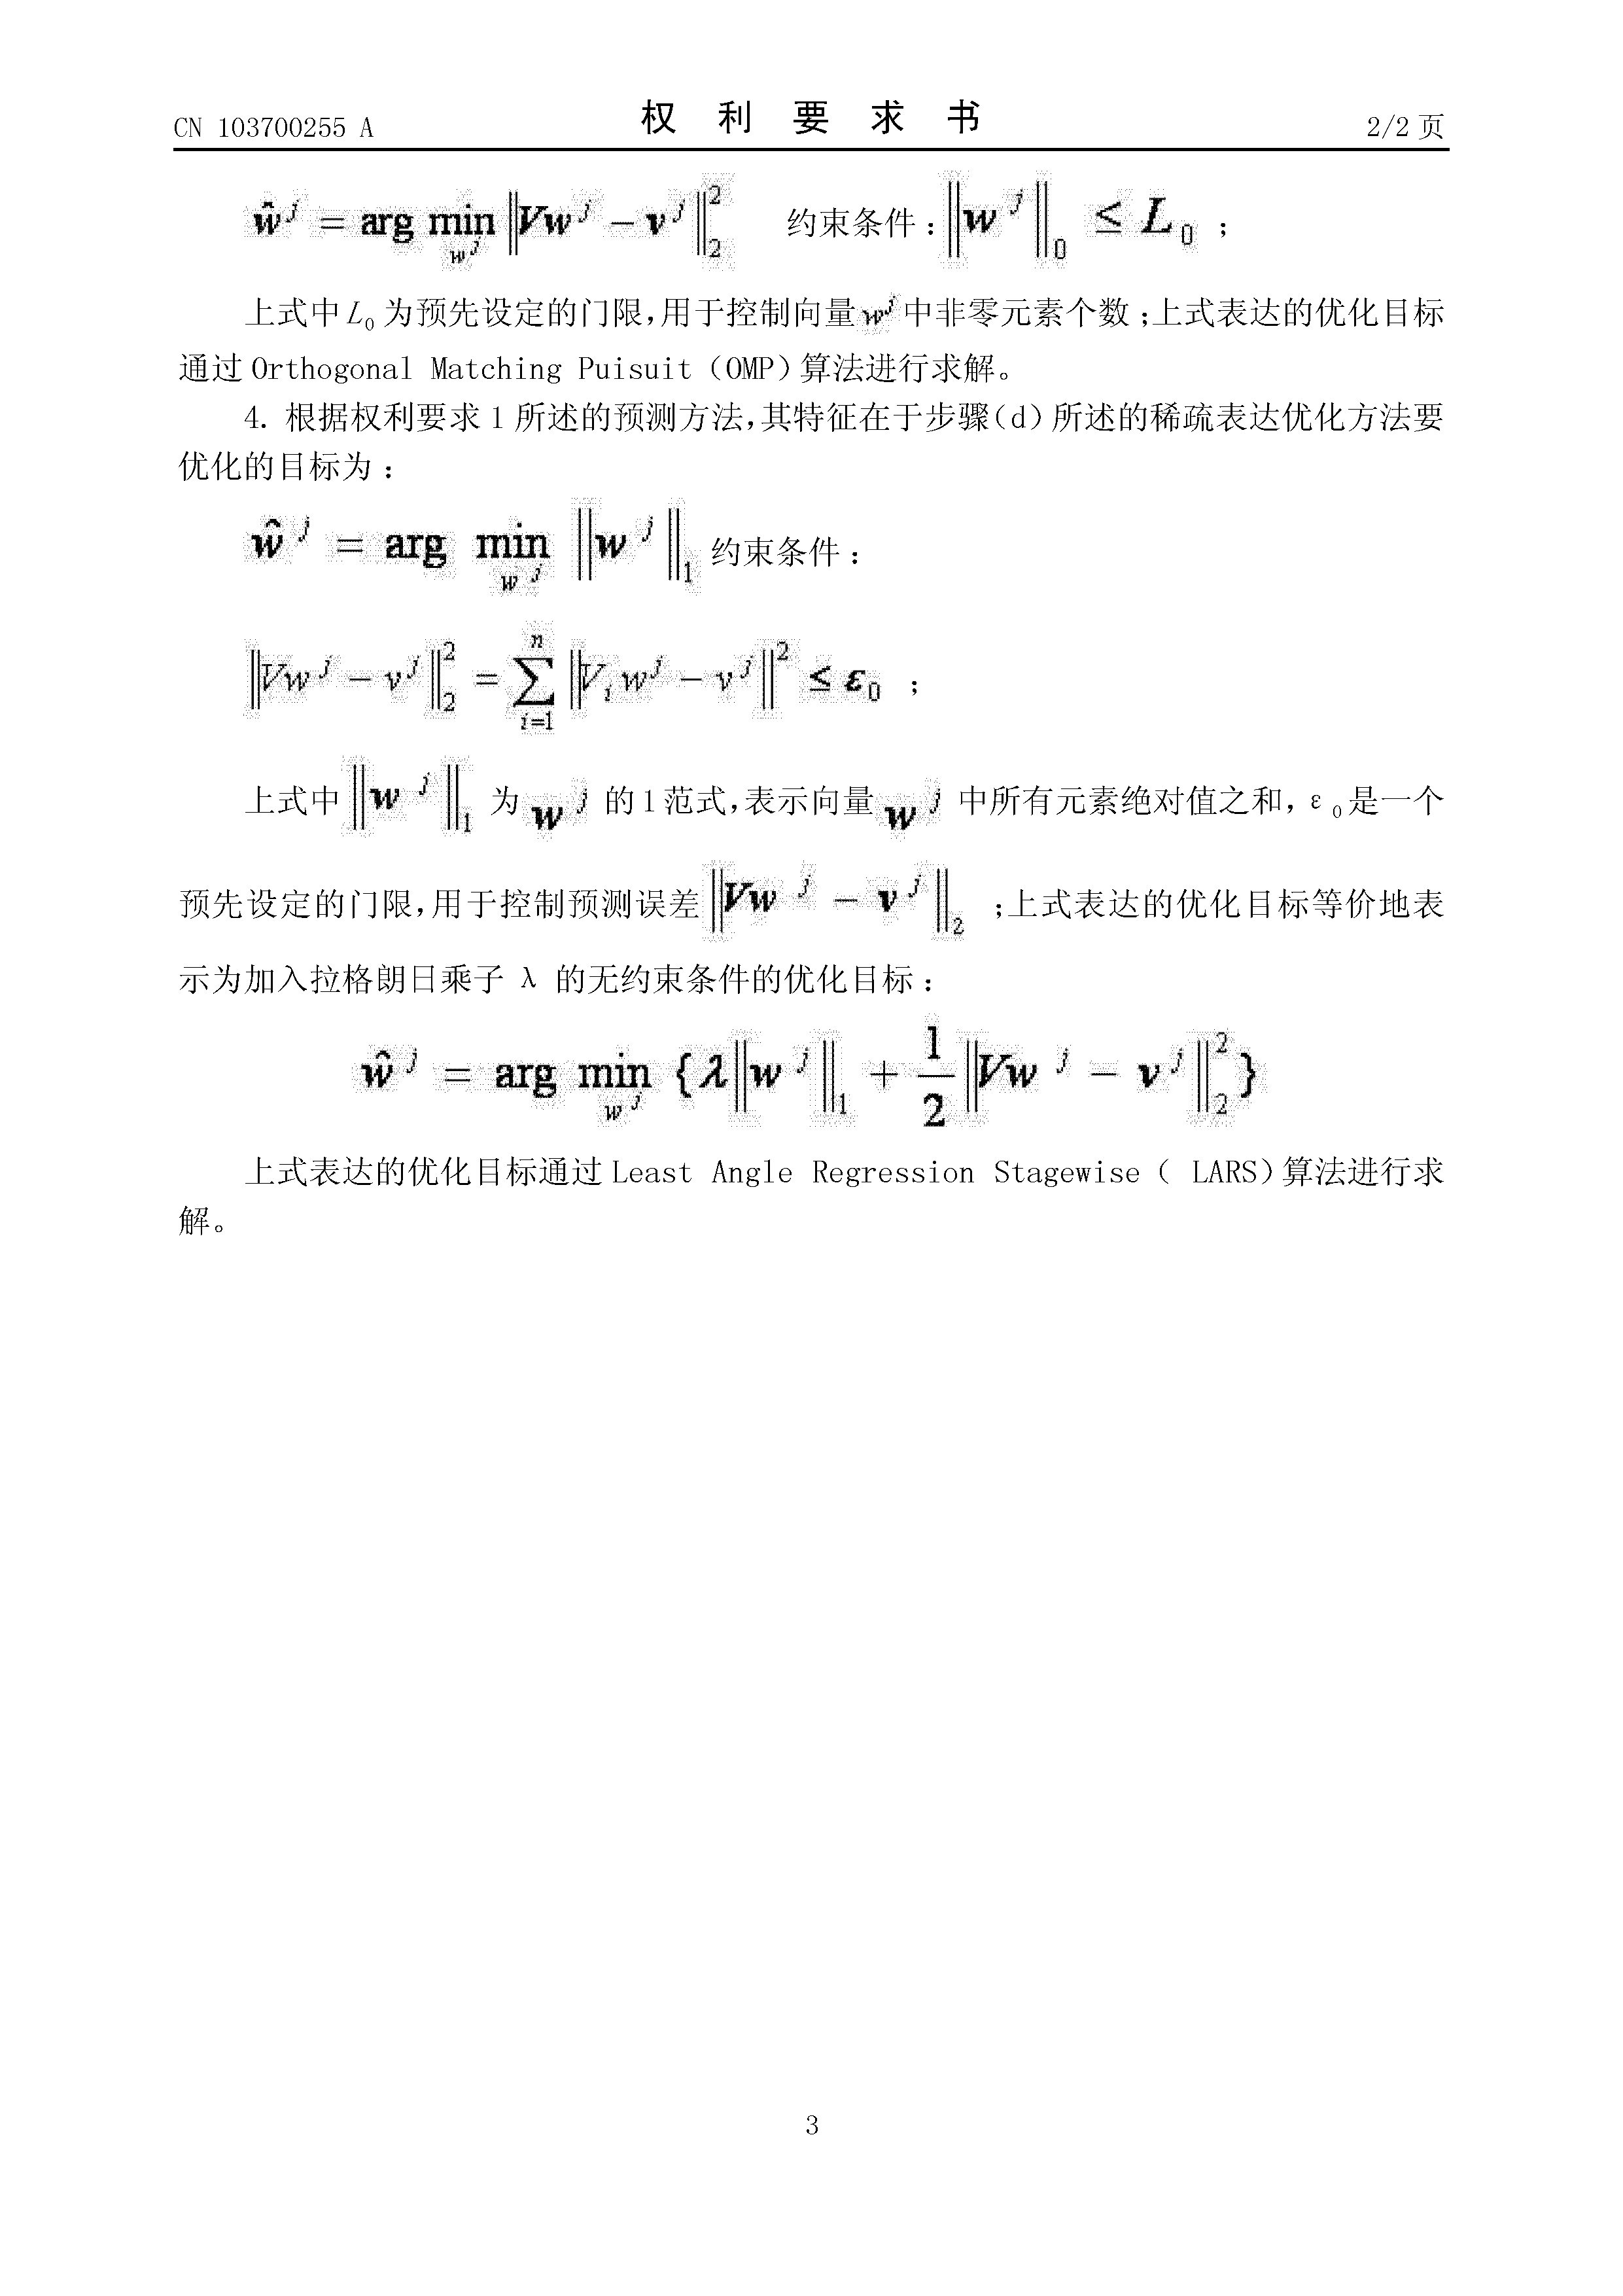 CN 103700255 A 权 利 要 求 书 2/2 页
ŵ^j = arg min_{w^j} ‖Vw^j − v^j‖_2^2 约束条件:‖w^j‖_0 ≤ L_0 ;
上式中 L_0 为预先设定的门限,用于控制向量 w^j 中非零元素个数;上式表达的优化目标
通过 Orthogonal Matching Puisuit (OMP) 算法进行求解。
4. 根据权利要求 1 所述的预测方法,其特征在于步骤(d) 所述的稀疏表达优化方法要
优化的目标为:
ŵ^j = arg min_{w^j} ‖w^j‖_1 约束条件:
‖Vw^j − v^j‖_2^2 = ∑_{i=1}^{n} ‖V_i w^j − v^j‖^2 ≤ ε_0 ;
上式中 ‖w^j‖_1 为 w^j 的 1 范式,表示向量 w^j 中所有元素绝对值之和, ε_0 是一个
预先设定的门限,用于控制预测误差 ‖Vw^j − v^j‖_2 ;上式表达的优化目标等价地表
示为加入拉格朗日乘子 λ 的无约束条件的优化目标:
ŵ^j = arg min_{w^j} {λ‖w^j‖_1 + 1/2 ‖Vw^j − v^j‖_2^2}
上式表达的优化目标通过 Least Angle Regression Stagewise ( LARS) 算法进行求
解。
3